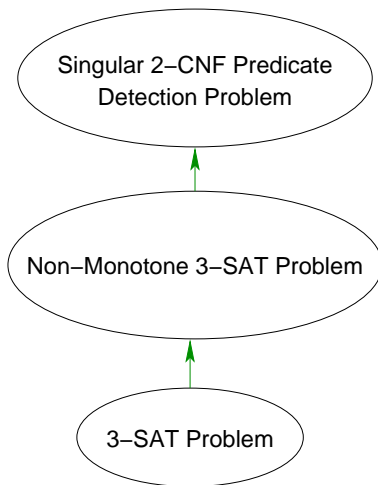 Singular 2–CNF Predicate
Detection Problem
Non–Monotone 3–SAT Problem
3–SAT Problem